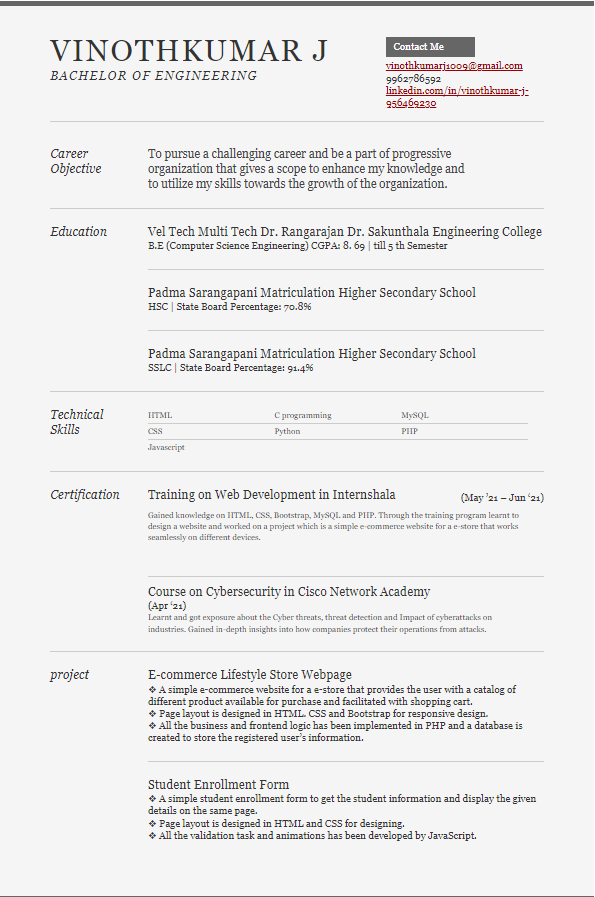 VINOTHKUMAR J
BACHELOR OF ENGINEERING
Contact Me
vinothkumarj1009@gmail.com
9962786592
linkedin.com/in/vinothkumar-j-
956469230
Career
Objective
To pursue a challenging career and be a part of progressive
organization that gives a scope to enhance my knowledge and
to utilize my skills towards the growth of the organization.
Education
Vel Tech Multi Tech Dr. Rangarajan Dr. Sakunthala Engineering College
B.E (Computer Science Engineering) CGPA: 8. 69 | till 5 th Semester
Padma Sarangapani Matriculation Higher Secondary School
HSC | State Board Percentage: 70.8%
Padma Sarangapani Matriculation Higher Secondary School
SSLC | State Board Percentage: 91.4%
Technical
Skills
HTML C programming MySQL
CSS Python PHP
Javascript
Certification
Training on Web Development in Internshala (May ’21 – Jun ‘21)
Gained knowledge on HTML, CSS, Bootstrap, MySQL and PHP. Through the training program learnt to
design a website and worked on a project which is a simple e-commerce website for a e-store that works
seamlessly on different devices.
Course on Cybersecurity in Cisco Network Academy
(Apr ‘21)
Learnt and got exposure about the Cyber threats, threat detection and Impact of cyberattacks on
industries. Gained in-depth insights into how companies protect their operations from attacks.
project
E-commerce Lifestyle Store Webpage
❖ A simple e-commerce website for a e-store that provides the user with a catalog of
different product available for purchase and facilitated with shopping cart.
❖ Page layout is designed in HTML. CSS and Bootstrap for responsive design.
❖ All the business and frontend logic has been implemented in PHP and a database is
created to store the registered user’s information.
Student Enrollment Form
❖ A simple student enrollment form to get the student information and display the given
details on the same page.
❖ Page layout is designed in HTML and CSS for designing.
❖ All the validation task and animations has been developed by JavaScript.